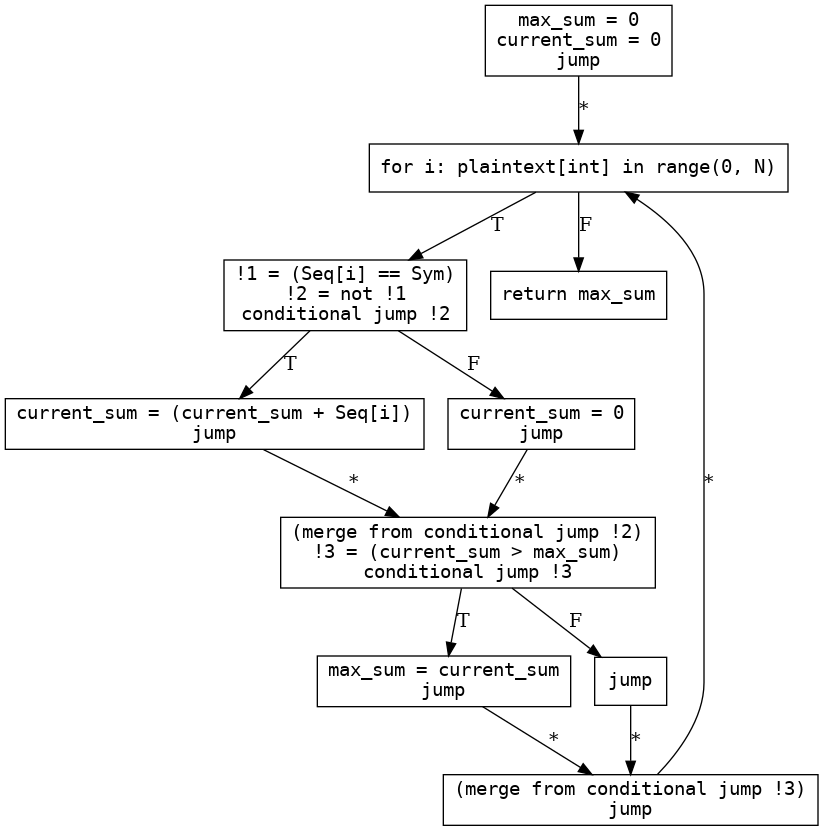 max_sum = 0
current_sum = 0
jump
*
for i: plaintext[int] in range(0, N)
T
F
!1 = (Seq[i] == Sym)
!2 = not !1
conditional jump !2
return max_sum
T
F
current_sum = (current_sum + Seq[i])
jump
current_sum = 0
jump
*
*
*
(merge from conditional jump !2)
!3 = (current_sum > max_sum)
conditional jump !3
T
F
max_sum = current_sum
jump
jump
*
*
(merge from conditional jump !3)
jump